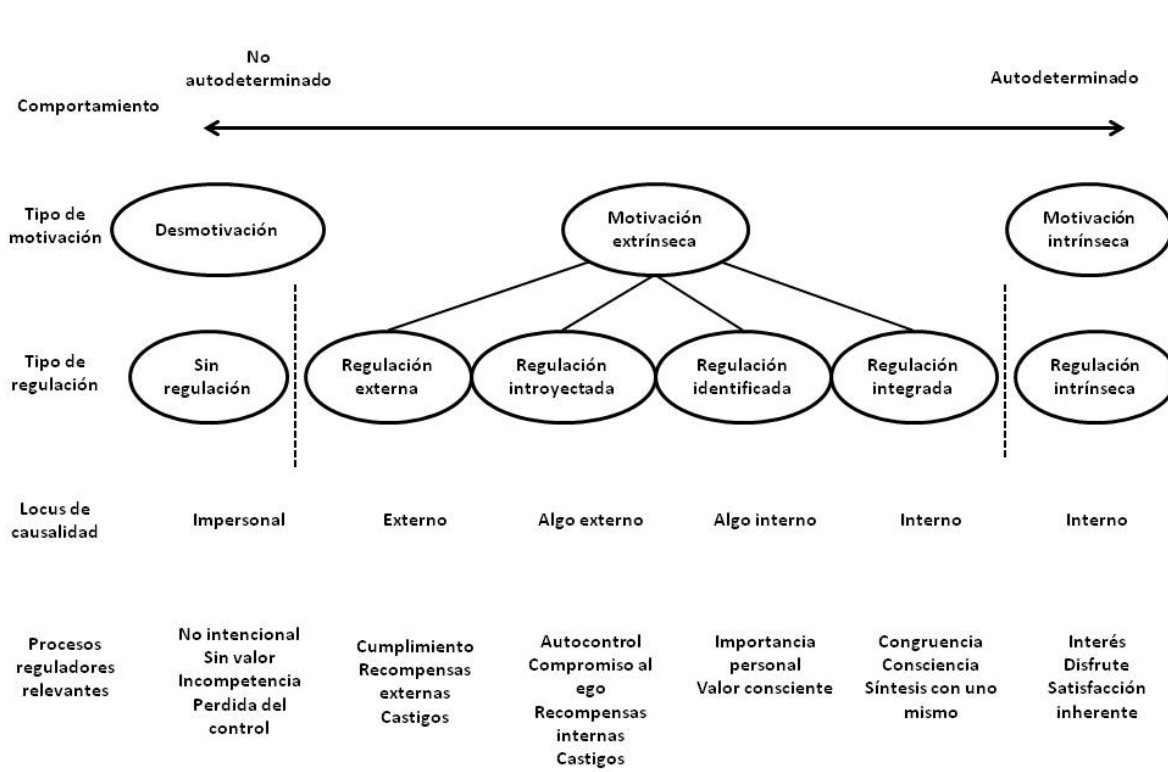 No
autodeterminado
Autodeterminado
Comportamiento
Tipo de
motivación
Desmotivación
Motivación
extrínseca
Motivación
intrínseca
Tipo de
regulación
Sin
regulación
Regulación
externa
Regulación
introyectada
Regulación
identificada
Regulación
integrada
Regulación
intrínseca
Locus de
causalidad
Impersonal
Externo
Algo externo
Algo interno
Interno
Interno
Procesos
reguladores
relevantes
No intencional
Sin valor
Incompetencia
Perdida del
control
Cumplimiento
Recompensas
externas
Castigos
Autocontrol
Compromiso al
ego
Recompensas
internas
Castigos
Importancia
personal
Valor consciente
Congruencia
Consciencia
Síntesis con uno
mismo
Interés
Disfrute
Satisfacción
inherente